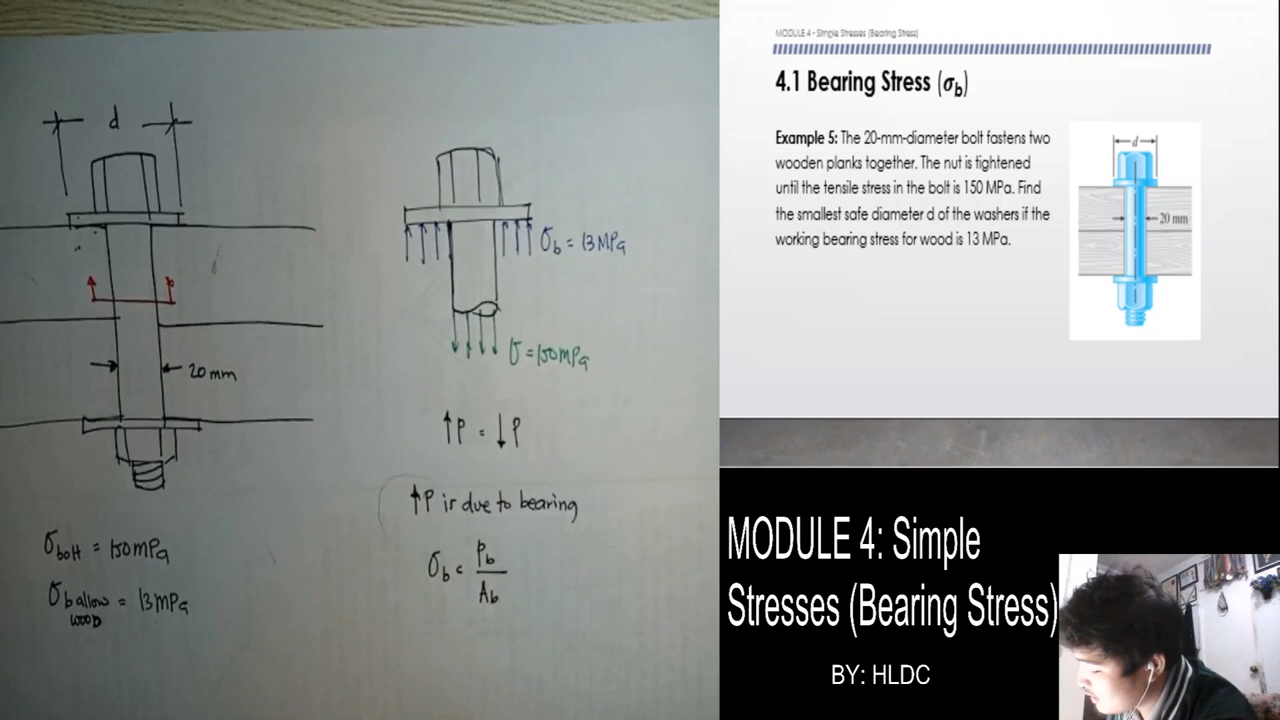 d
20 mm
σbolt = 150 MPa
σb allow = 13 MPa
WOOD
σb = 13 MPa
σ = 150 MPa
↑P = ↓P
↑P is due to bearing
σb = Pb
Ab
MODULE 4 - Simple Stresses (Bearing Stress)
4.1 Bearing Stress (σb)
Example 5: The 20-mm-diameter bolt fastens two
wooden planks together. The nut is tightened
until the tensile stress in the bolt is 150 MPa. Find
the smallest safe diameter d of the washers if the
working bearing stress for wood is 13 MPa.
d
20 mm
MODULE 4: Simple
Stresses (Bearing Stress)
BY: HLDC